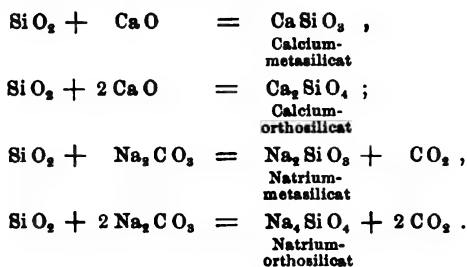 SiO₂ + CaO = CaSiO₃ ,
Calcium-
metasilicat
SiO₂ + 2 CaO = Ca₂SiO₄ ;
Calcium-
orthosilicat
SiO₂ + Na₂CO₃ = Na₂SiO₃ + CO₂ ,
Natrium-
metasilicat
SiO₂ + 2 Na₂CO₃ = Na₄SiO₄ + 2 CO₂ .
Natrium-
orthosilicat